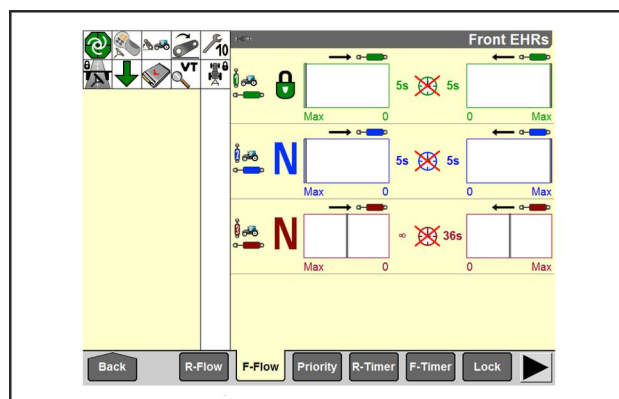 Front EHRs
10
VT
L
5s 5s
Max 0 0 Max
N 5s 5s
Max 0 0 Max
N ∞ 36s
Max 0 0 Max
Back R-Flow F-Flow Priority R-Timer F-Timer Lock